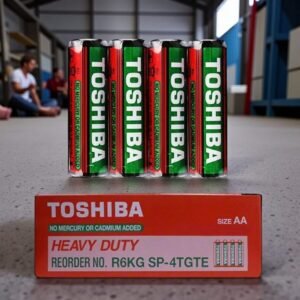 TOSHIBA
TOSHIBA
TOSHIBA
TOSHIBA
TOSHIBA
SIZE AA
NO MERCURY OR CADMIUM ADDED
HEAVY DUTY
REORDER NO. R6KG SP-4TGTE